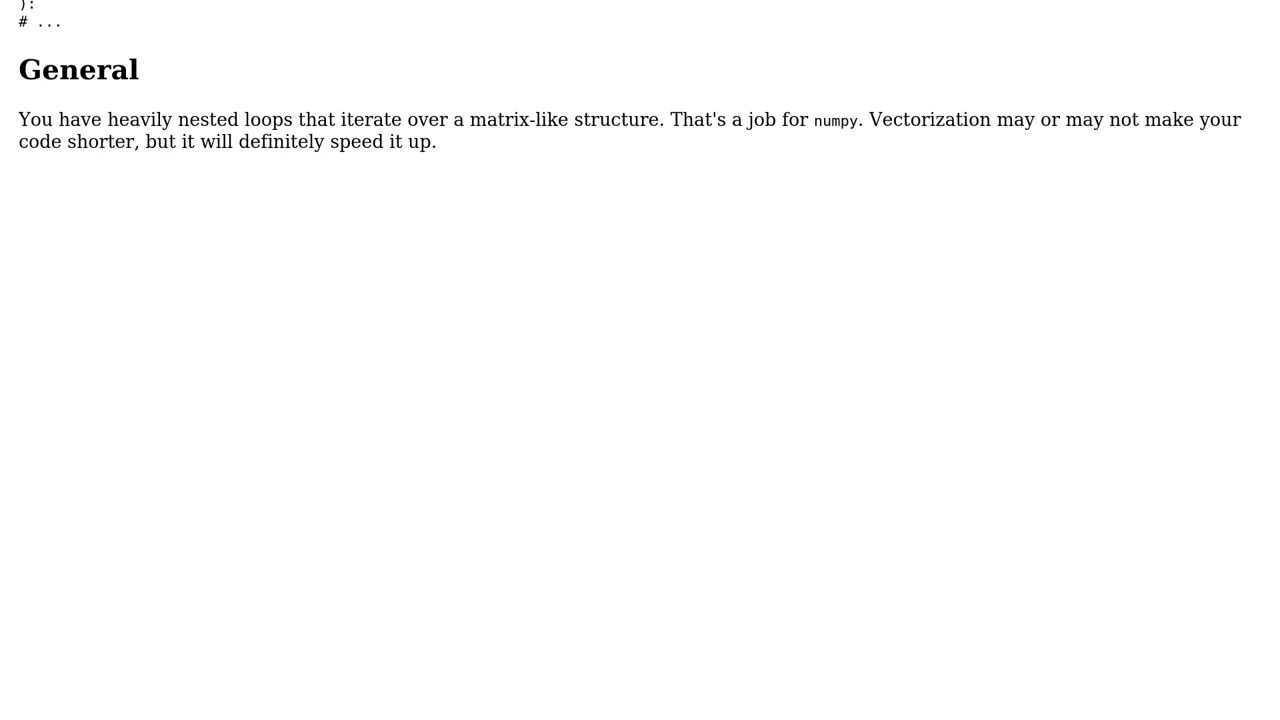 ):
# ...
General
You have heavily nested loops that iterate over a matrix-like structure. That's a job for numpy. Vectorization may or may not make your
code shorter, but it will definitely speed it up.